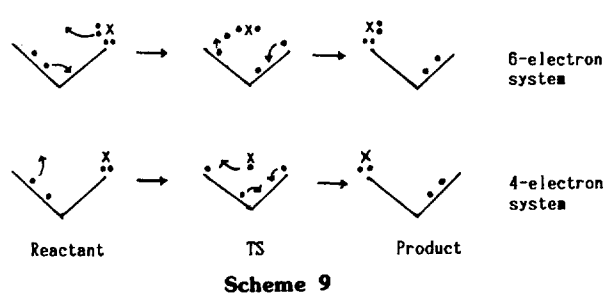 X
X
X
6-electron
system
X
X
X
4-electron
system
Reactant
TS
Product
Scheme 9